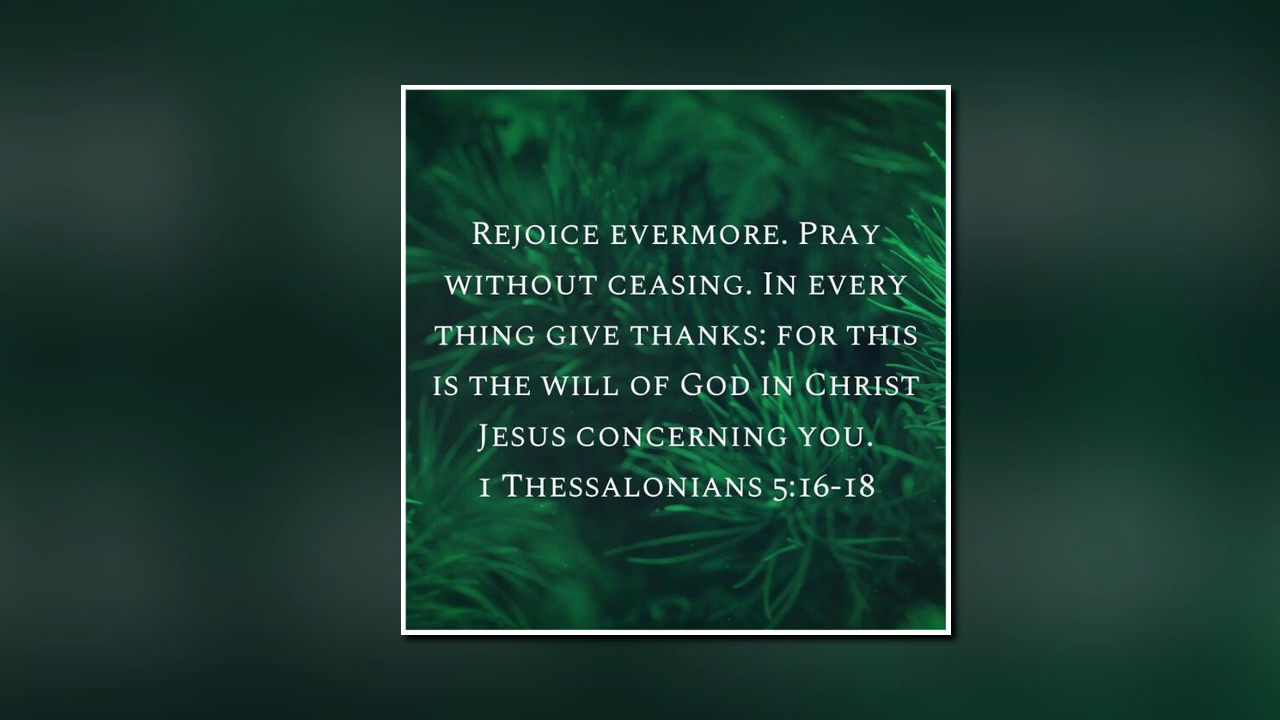 Rejoice evermore. Pray
without ceasing. In every
thing give thanks: for this
is the will of God in Christ
Jesus concerning you.
1 Thessalonians 5:16-18